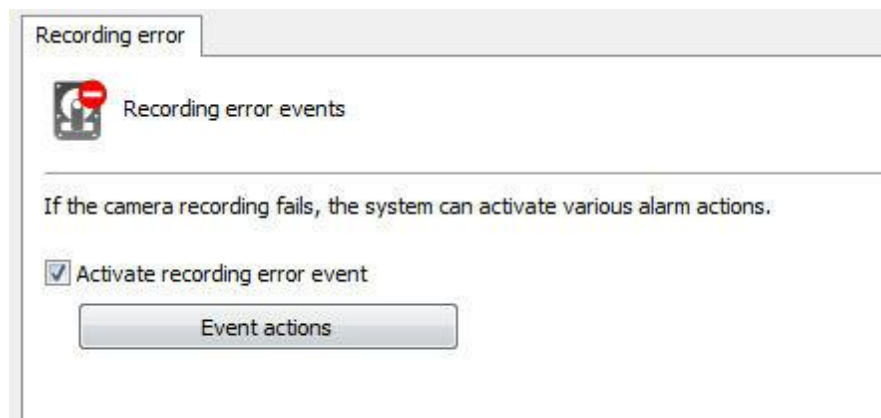 Recording error
Recording error events
If the camera recording fails, the system can activate various alarm actions.
Activate recording error event
Event actions